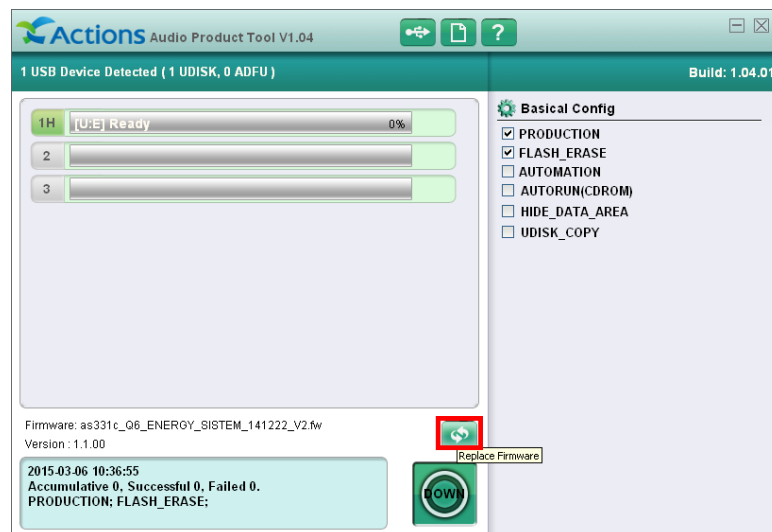 Actions Audio Product Tool V1.04
?
1 USB Device Detected ( 1 UDISK, 0 ADFU )
Build: 1.04.01
1H [U:E] Ready 0%
2
3
Basical Config
PRODUCTION
FLASH_ERASE
AUTOMATION
AUTORUN(CDROM)
HIDE_DATA_AREA
UDISK_COPY
Firmware: as331c_Q6_ENERGY_SISTEM_141222_V2.fw
Version : 1.1.00
Replace Firmware
2015-03-06 10:36:55
Accumulative 0, Successful 0, Failed 0.
PRODUCTION; FLASH_ERASE;
DOWN